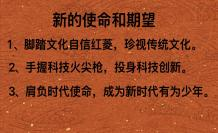 新的使命和期望
1、脚踏文化自信红菱，珍视传统文化。
2、手握科技火尖枪，投身科技创新。
3、肩负时代使命，成为新时代有为少年。